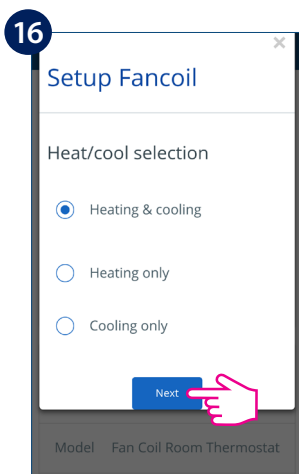 16
×
Setup Fancoil
Heat/cool selection
Heating & cooling
Heating only
Cooling only
Next
Model Fan Coil Room Thermostat